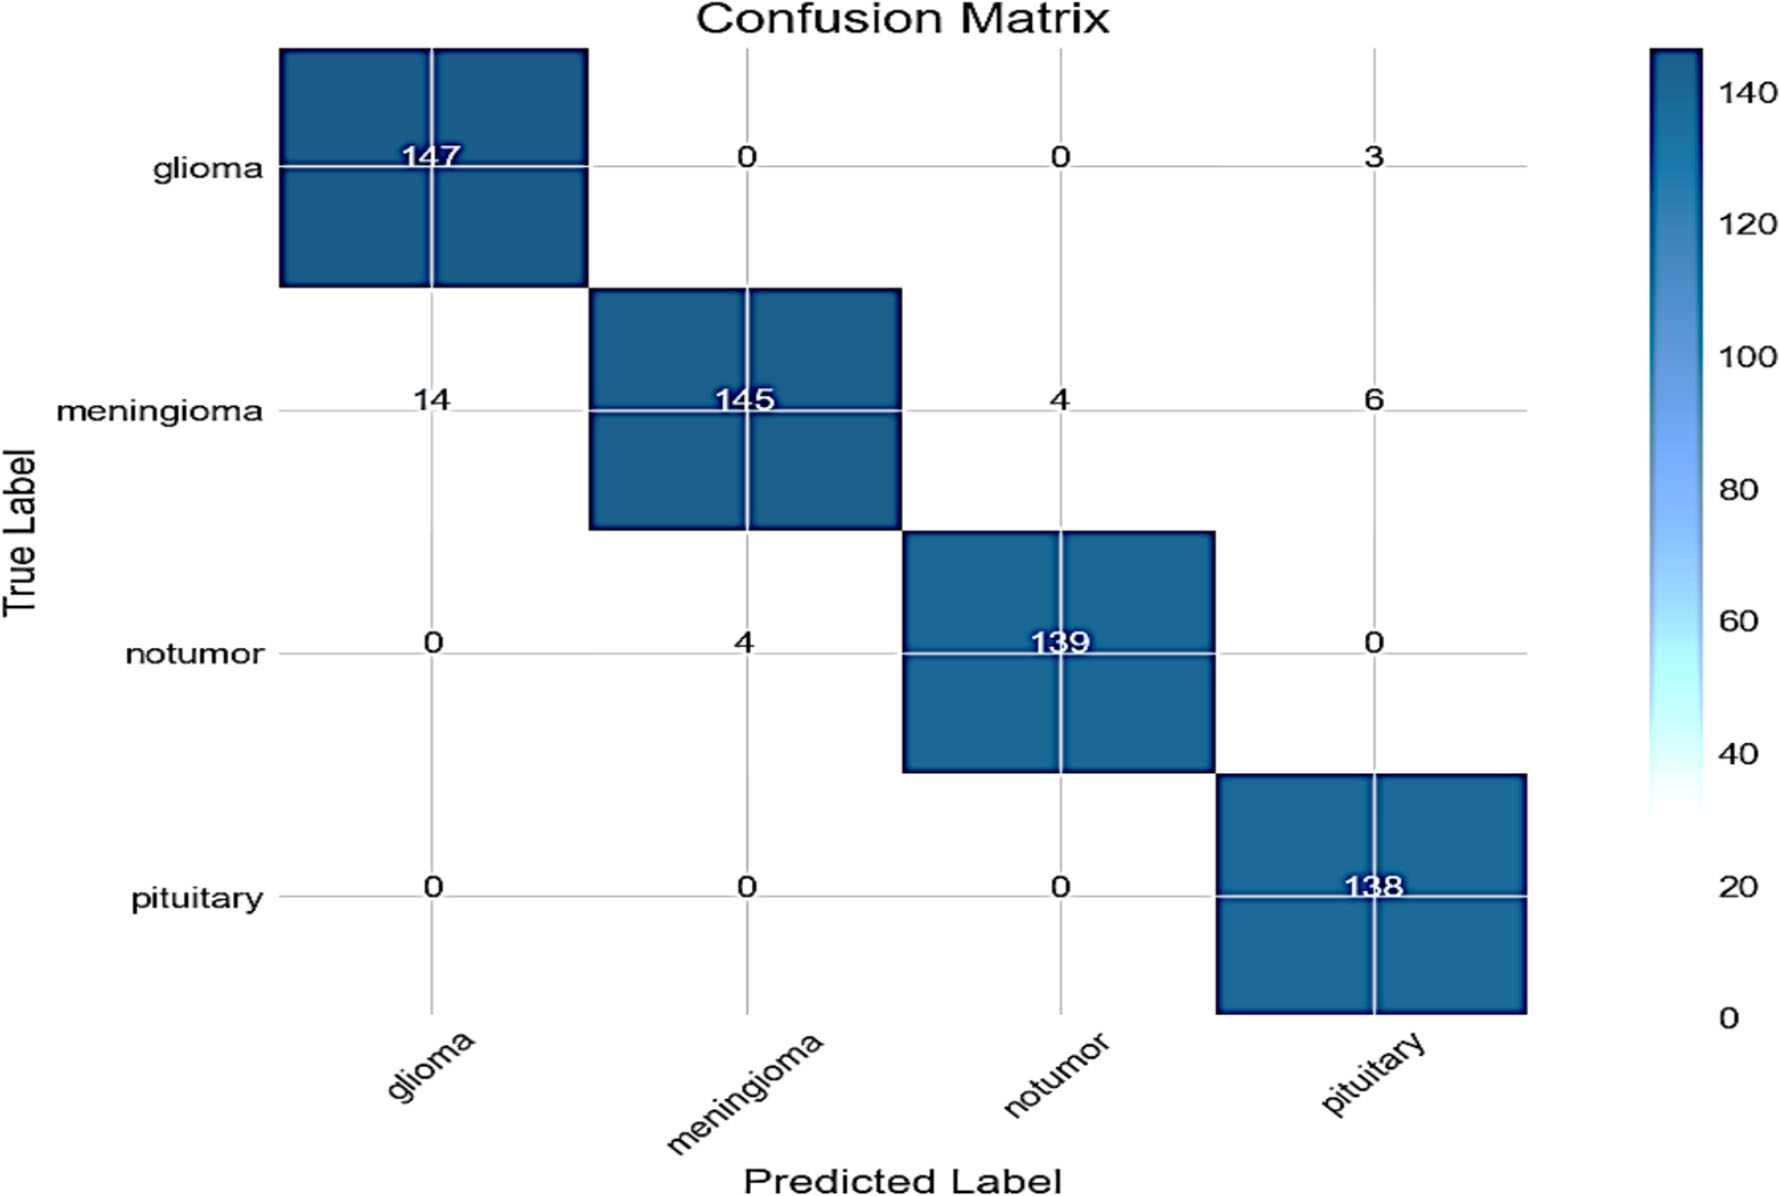 Confusion Matrix
glioma 147 0 0 3
meningioma 14 145 4 6
notumor 0 4 139 0
pituitary 0 0 0 138
glioma meningioma notumor pituitary
Predicted Label
True Label
140
120
100
80
60
40
20
0